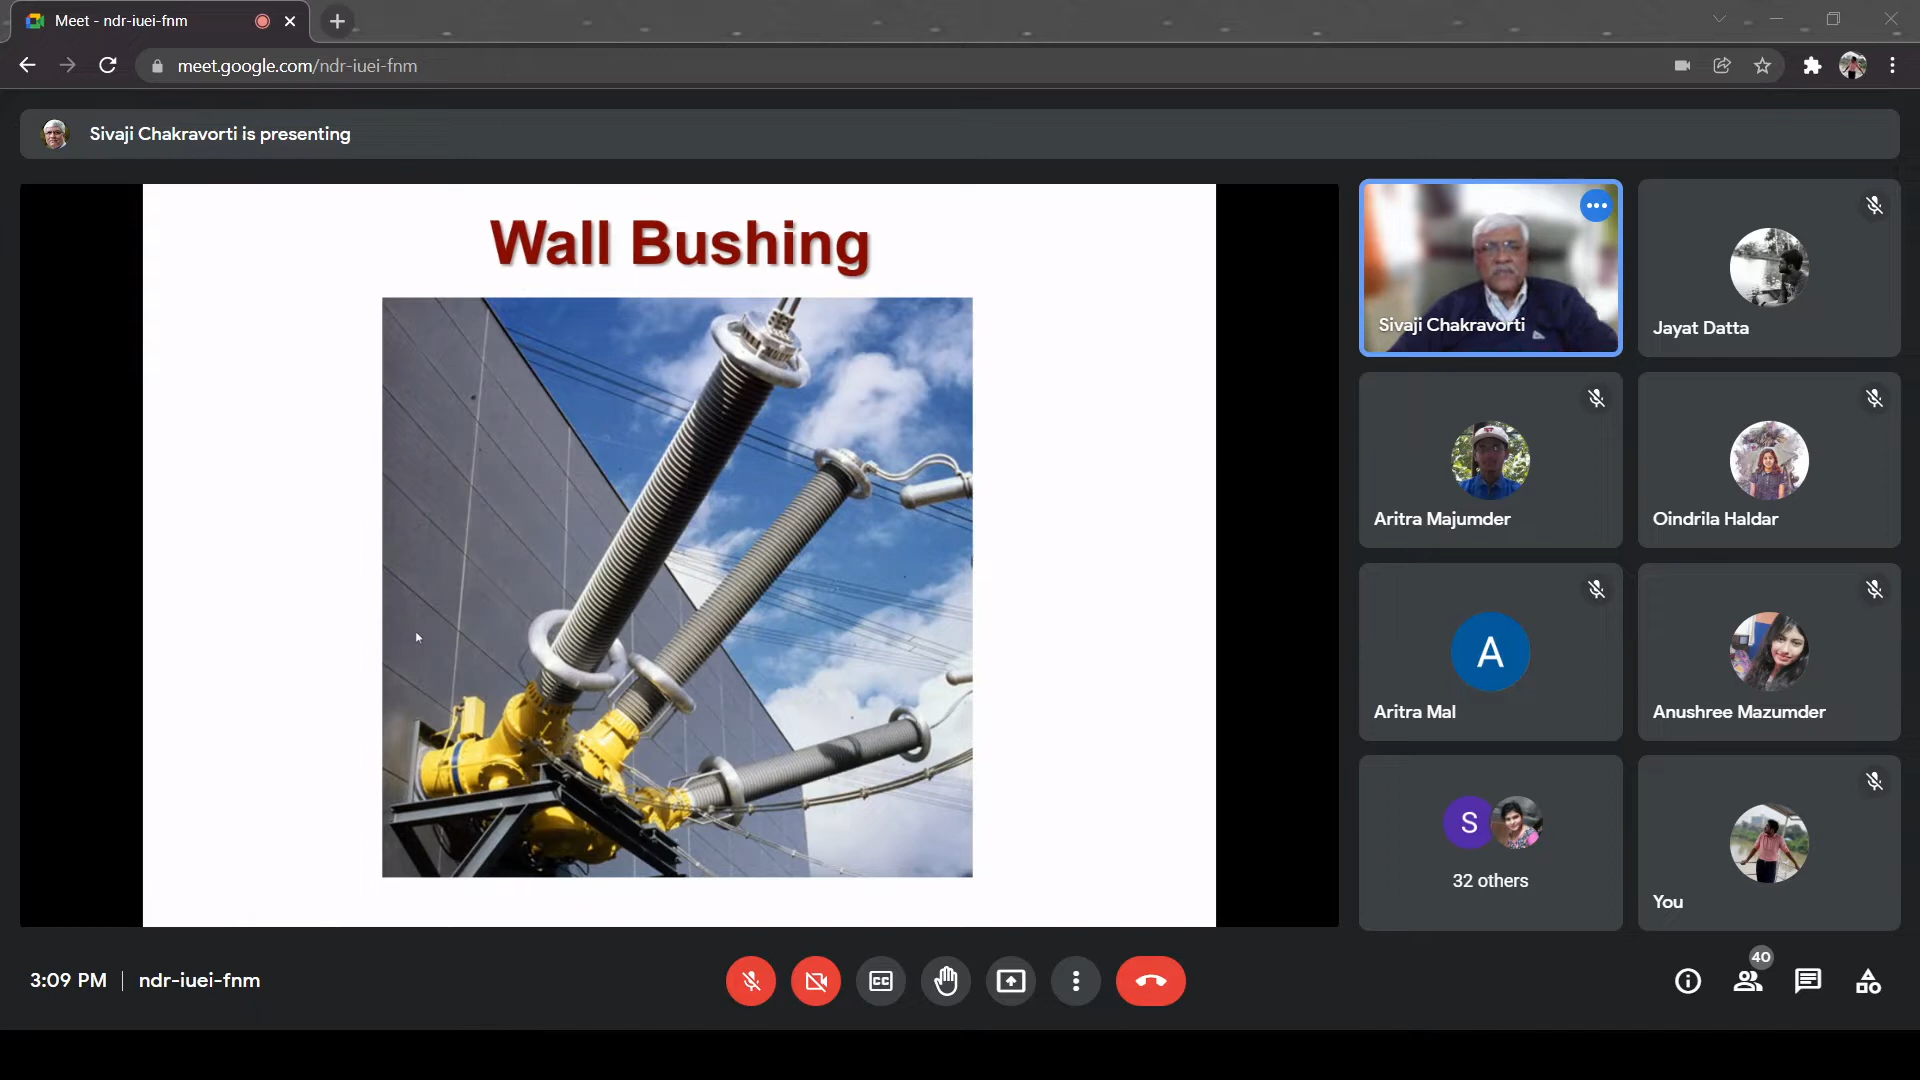 Meet - ndr-iuei-fnm
meet.google.com/ndr-iuei-fnm
Sivaji Chakravorti is presenting
Wall Bushing
Sivaji Chakravorti
Jayat Datta
Aritra Majumder
Oindrila Haldar
A
Aritra Mal
Anushree Mazumder
S
32 others
You
3:09 PM
ndr-iuei-fnm
CC
40